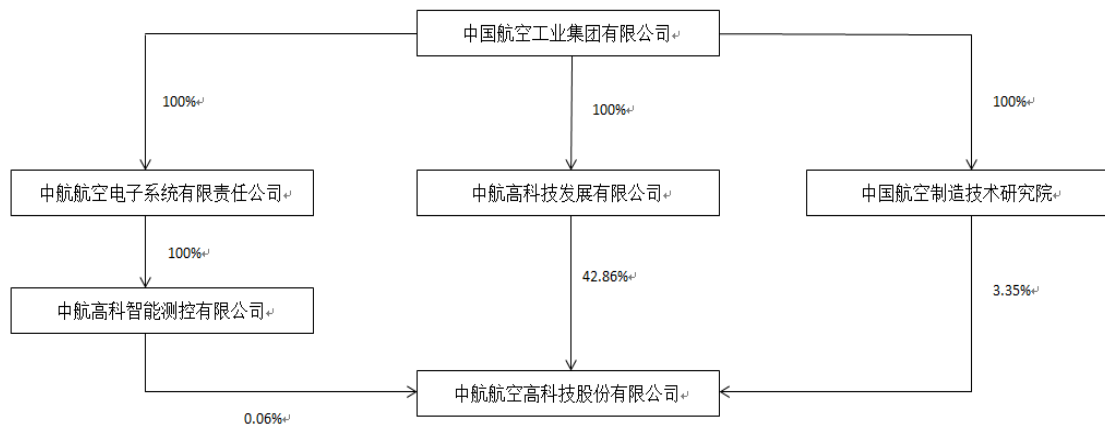 中国航空工业集团有限公司↵
100%↵
100%↵
100%↵
中航航空电子系统有限责任公司↵
中航高科技发展有限公司↵
中国航空制造技术研究院↵
100%↵
42.86%↵
3.35%↵
中航高科智能测控有限公司↵
中航航空高科技股份有限公司↵
0.06%↵